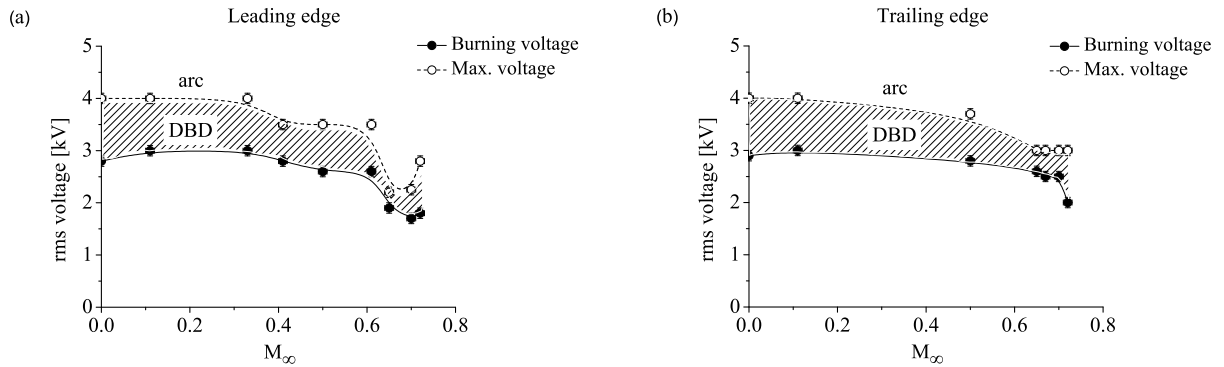 (a)
Leading edge
Burning voltage
Max. voltage
5
4
3
2
1
0
rms voltage [kV]
arc
DBD
0.0
0.2
0.4
0.6
0.8
M∞
(b)
Trailing edge
Burning voltage
Max. voltage
5
4
3
2
1
0
rms voltage [kV]
arc
DBD
0.0
0.2
0.4
0.6
0.8
M∞